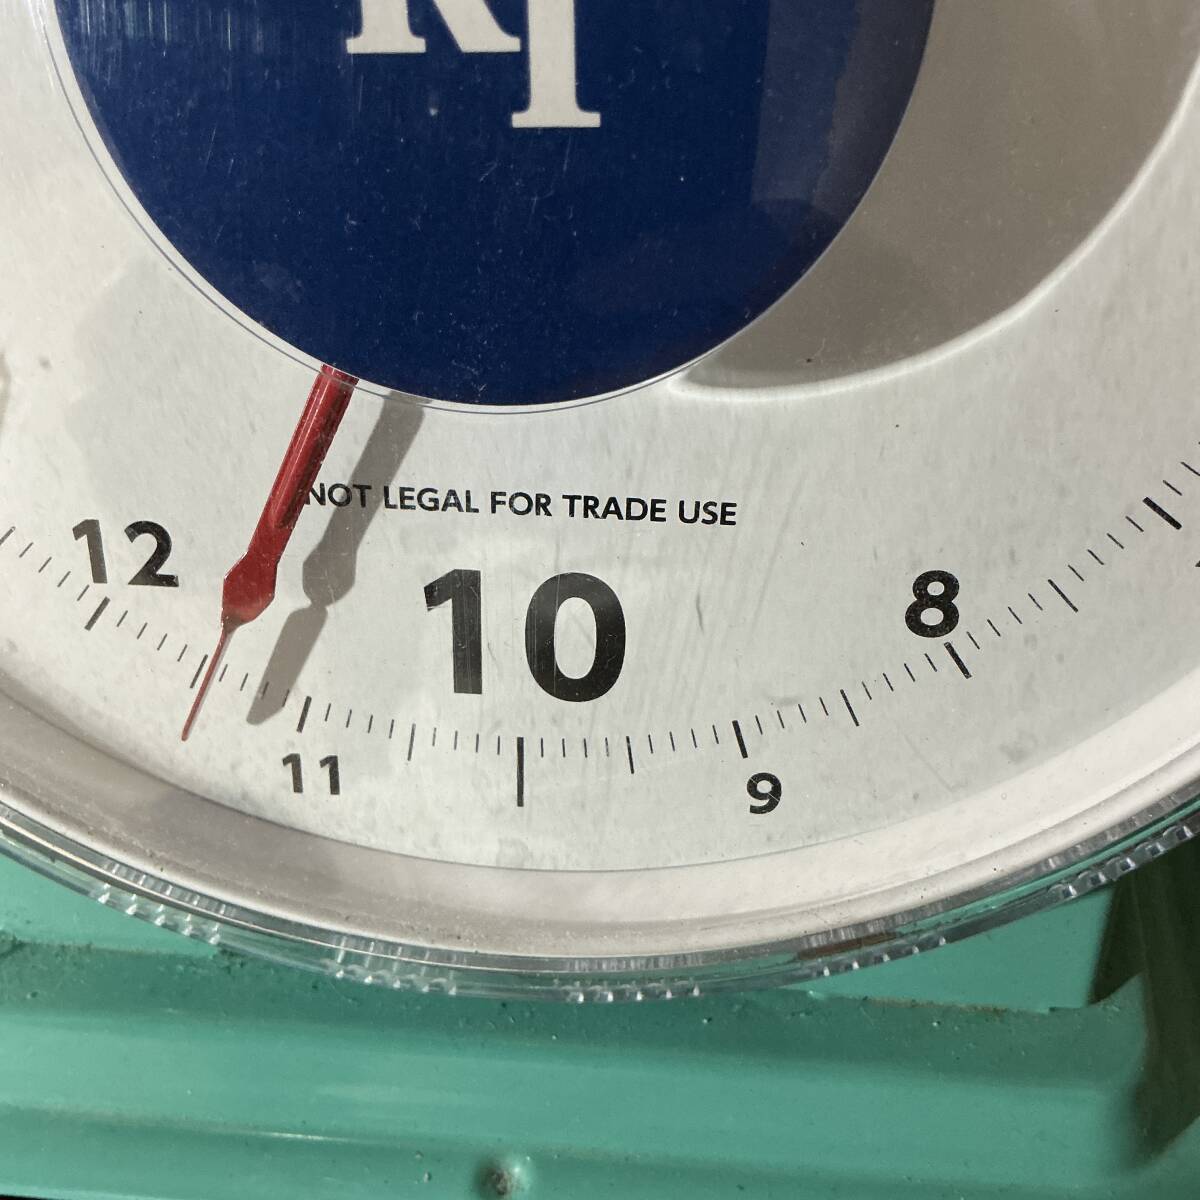 NOT LEGAL FOR TRADE USE
12 10 8
11 9